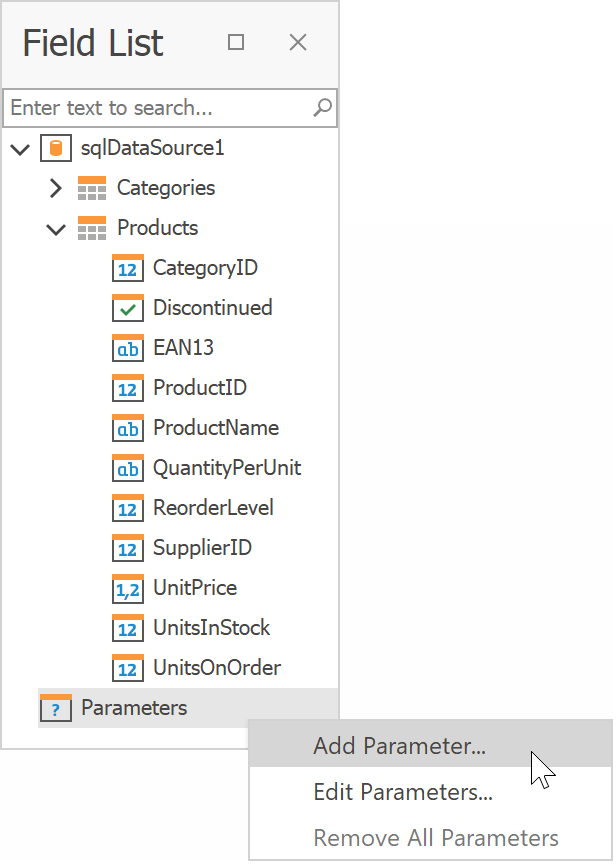 Field List
Enter text to search...
sqlDataSource1
Categories
Products
12 CategoryID
Discontinued
ab EAN13
12 ProductID
ab ProductName
ab QuantityPerUnit
12 ReorderLevel
12 SupplierID
1,2 UnitPrice
12 UnitsInStock
12 UnitsOnOrder
? Parameters
Add Parameter...
Edit Parameters...
Remove All Parameters